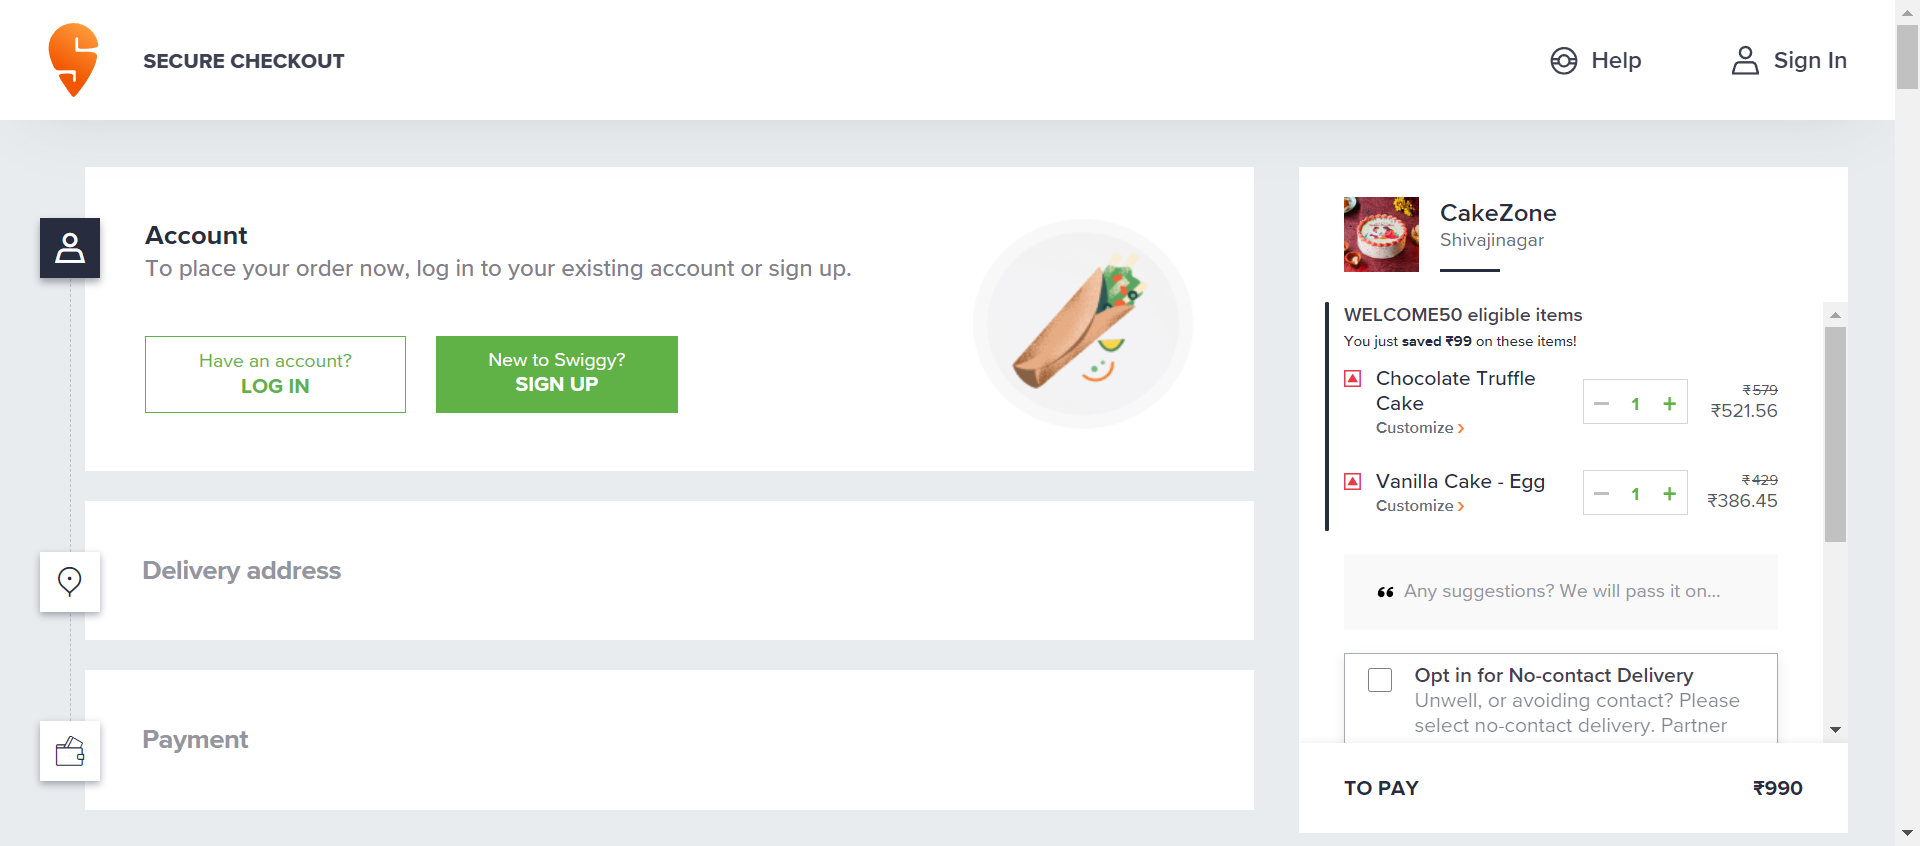 SECURE CHECKOUT
Help
Sign In
Account
To place your order now, log in to your existing account or sign up.
Have an account?
LOG IN
New to Swiggy?
SIGN UP
Delivery address
Payment
CakeZone
Shivajinagar
WELCOME50 eligible items
You just saved ₹99 on these items!
Chocolate Truffle
Cake
Customize
1
₹579
₹521.56
Vanilla Cake - Egg
Customize
1
₹429
₹386.45
Any suggestions? We will pass it on...
Opt in for No-contact Delivery
Unwell, or avoiding contact? Please
select no-contact delivery. Partner
TO PAY
₹990